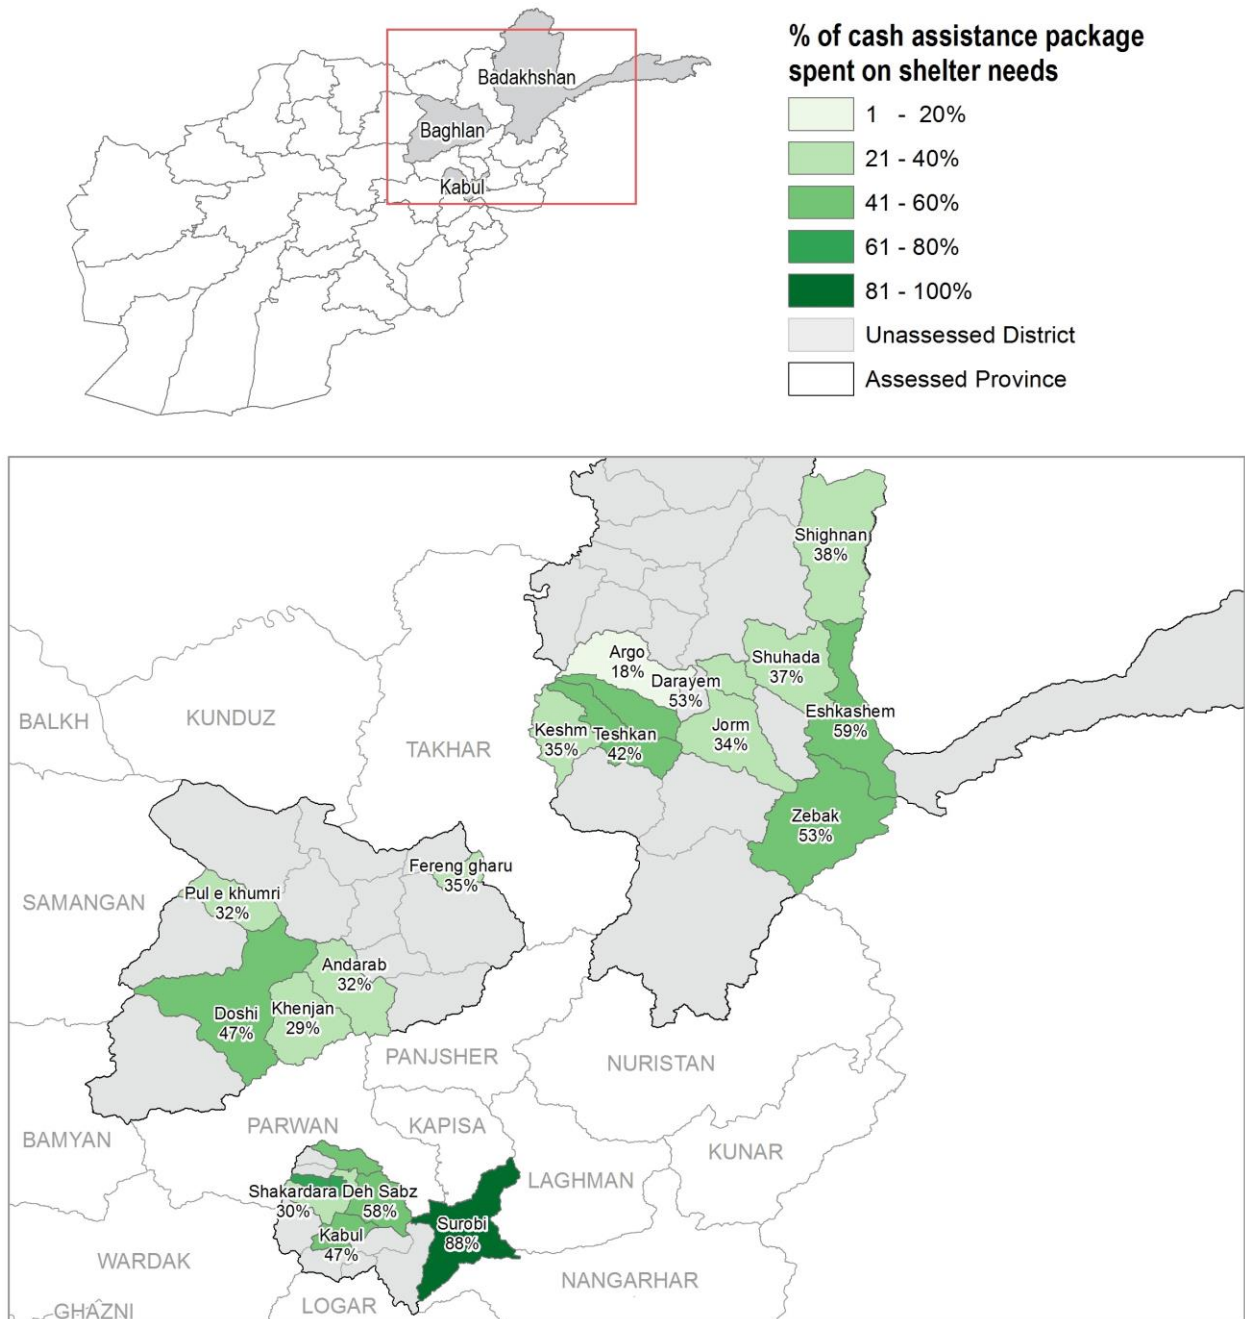 % of cash assistance package
spent on shelter needs
1 - 20%
21 - 40%
41 - 60%
61 - 80%
81 - 100%
Unassessed District
Assessed Province
Badakhshan
Baghlan
Kabul
Shighnan
38%
Argo
18%
Shuhada
37%
Darayem
53%
Eshkashem
59%
Keshm
35%
Teshkan
42%
Jorm
34%
Zebak
53%
BALKH
KUNDUZ
TAKHAR
Fereng gharu
35%
Pul e khumri
32%
SAMANGAN
Andarab
32%
Doshi
47%
Khenjan
29%
PANJSHER
NURISTAN
BAMYAN
PARWAN
KAPISA
KUNAR
LAGHMAN
Shakardara
30%
Deh Sabz
58%
Surobi
88%
Kabul
47%
WARDAK
NANGARHAR
LOGAR
GHAZNI